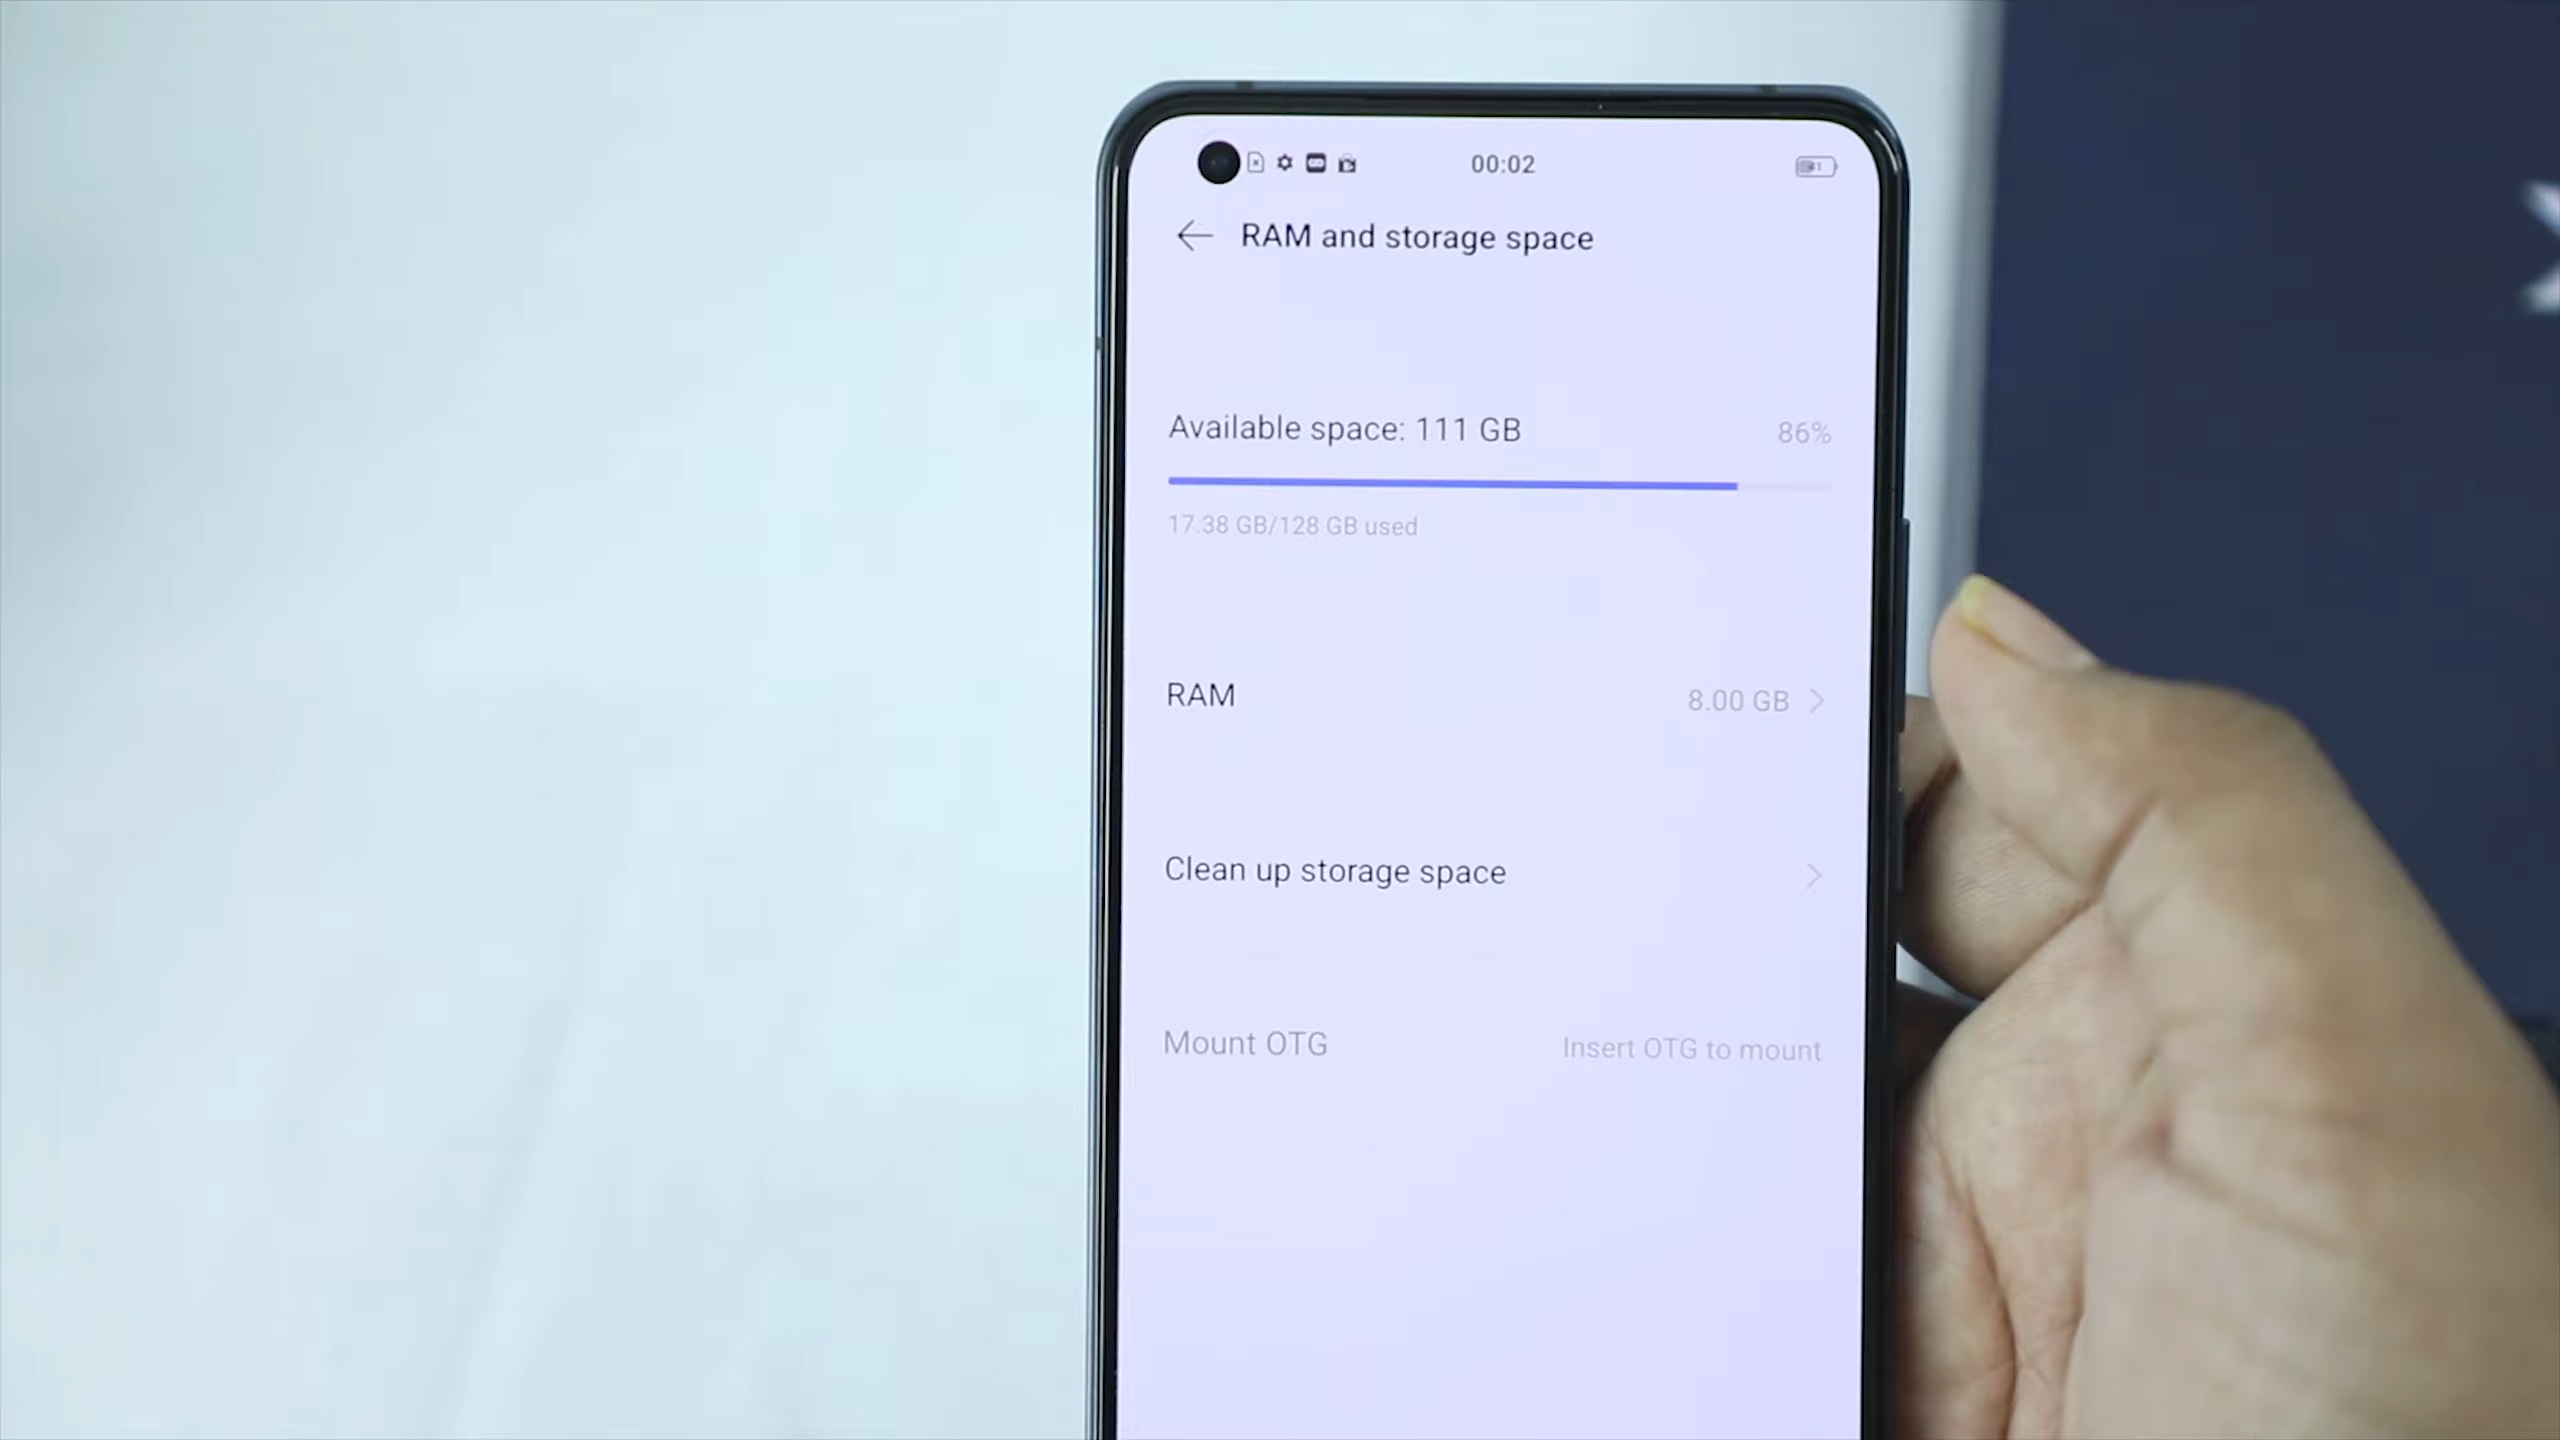 00:02
RAM and storage space
Available space: 111 GB 86%
17.38 GB/128 GB used
RAM 8.00 GB
Clean up storage space
Mount OTG Insert OTG to mount